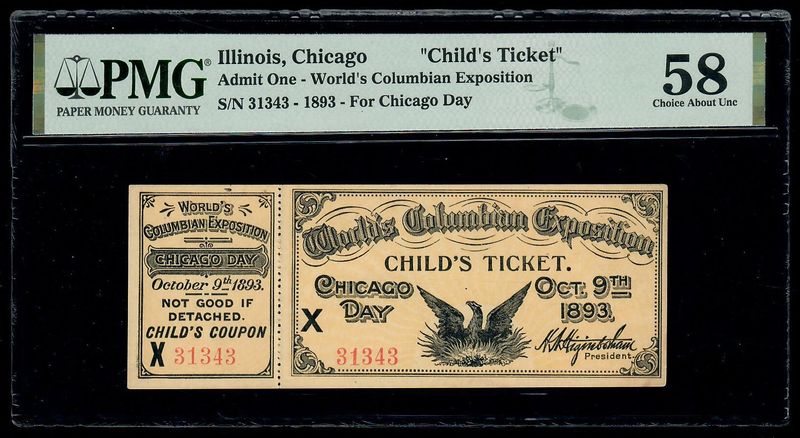 PMG®
PAPER MONEY GUARANTY
Illinois, Chicago "Child's Ticket"
Admit One - World's Columbian Exposition
S/N 31343 - 1893 - For Chicago Day
58
Choice About Unc
WORLD'S
COLUMBIAN EXPOSITION
CHICAGO DAY
October 9th 1893.
NOT GOOD IF
DETACHED.
CHILD'S COUPON
X 31343
World's Columbian Exposition
CHILD'S TICKET.
CHICAGO DAY
OCT. 9TH 1893.
X
31343
H.N.Higinbotham
President.